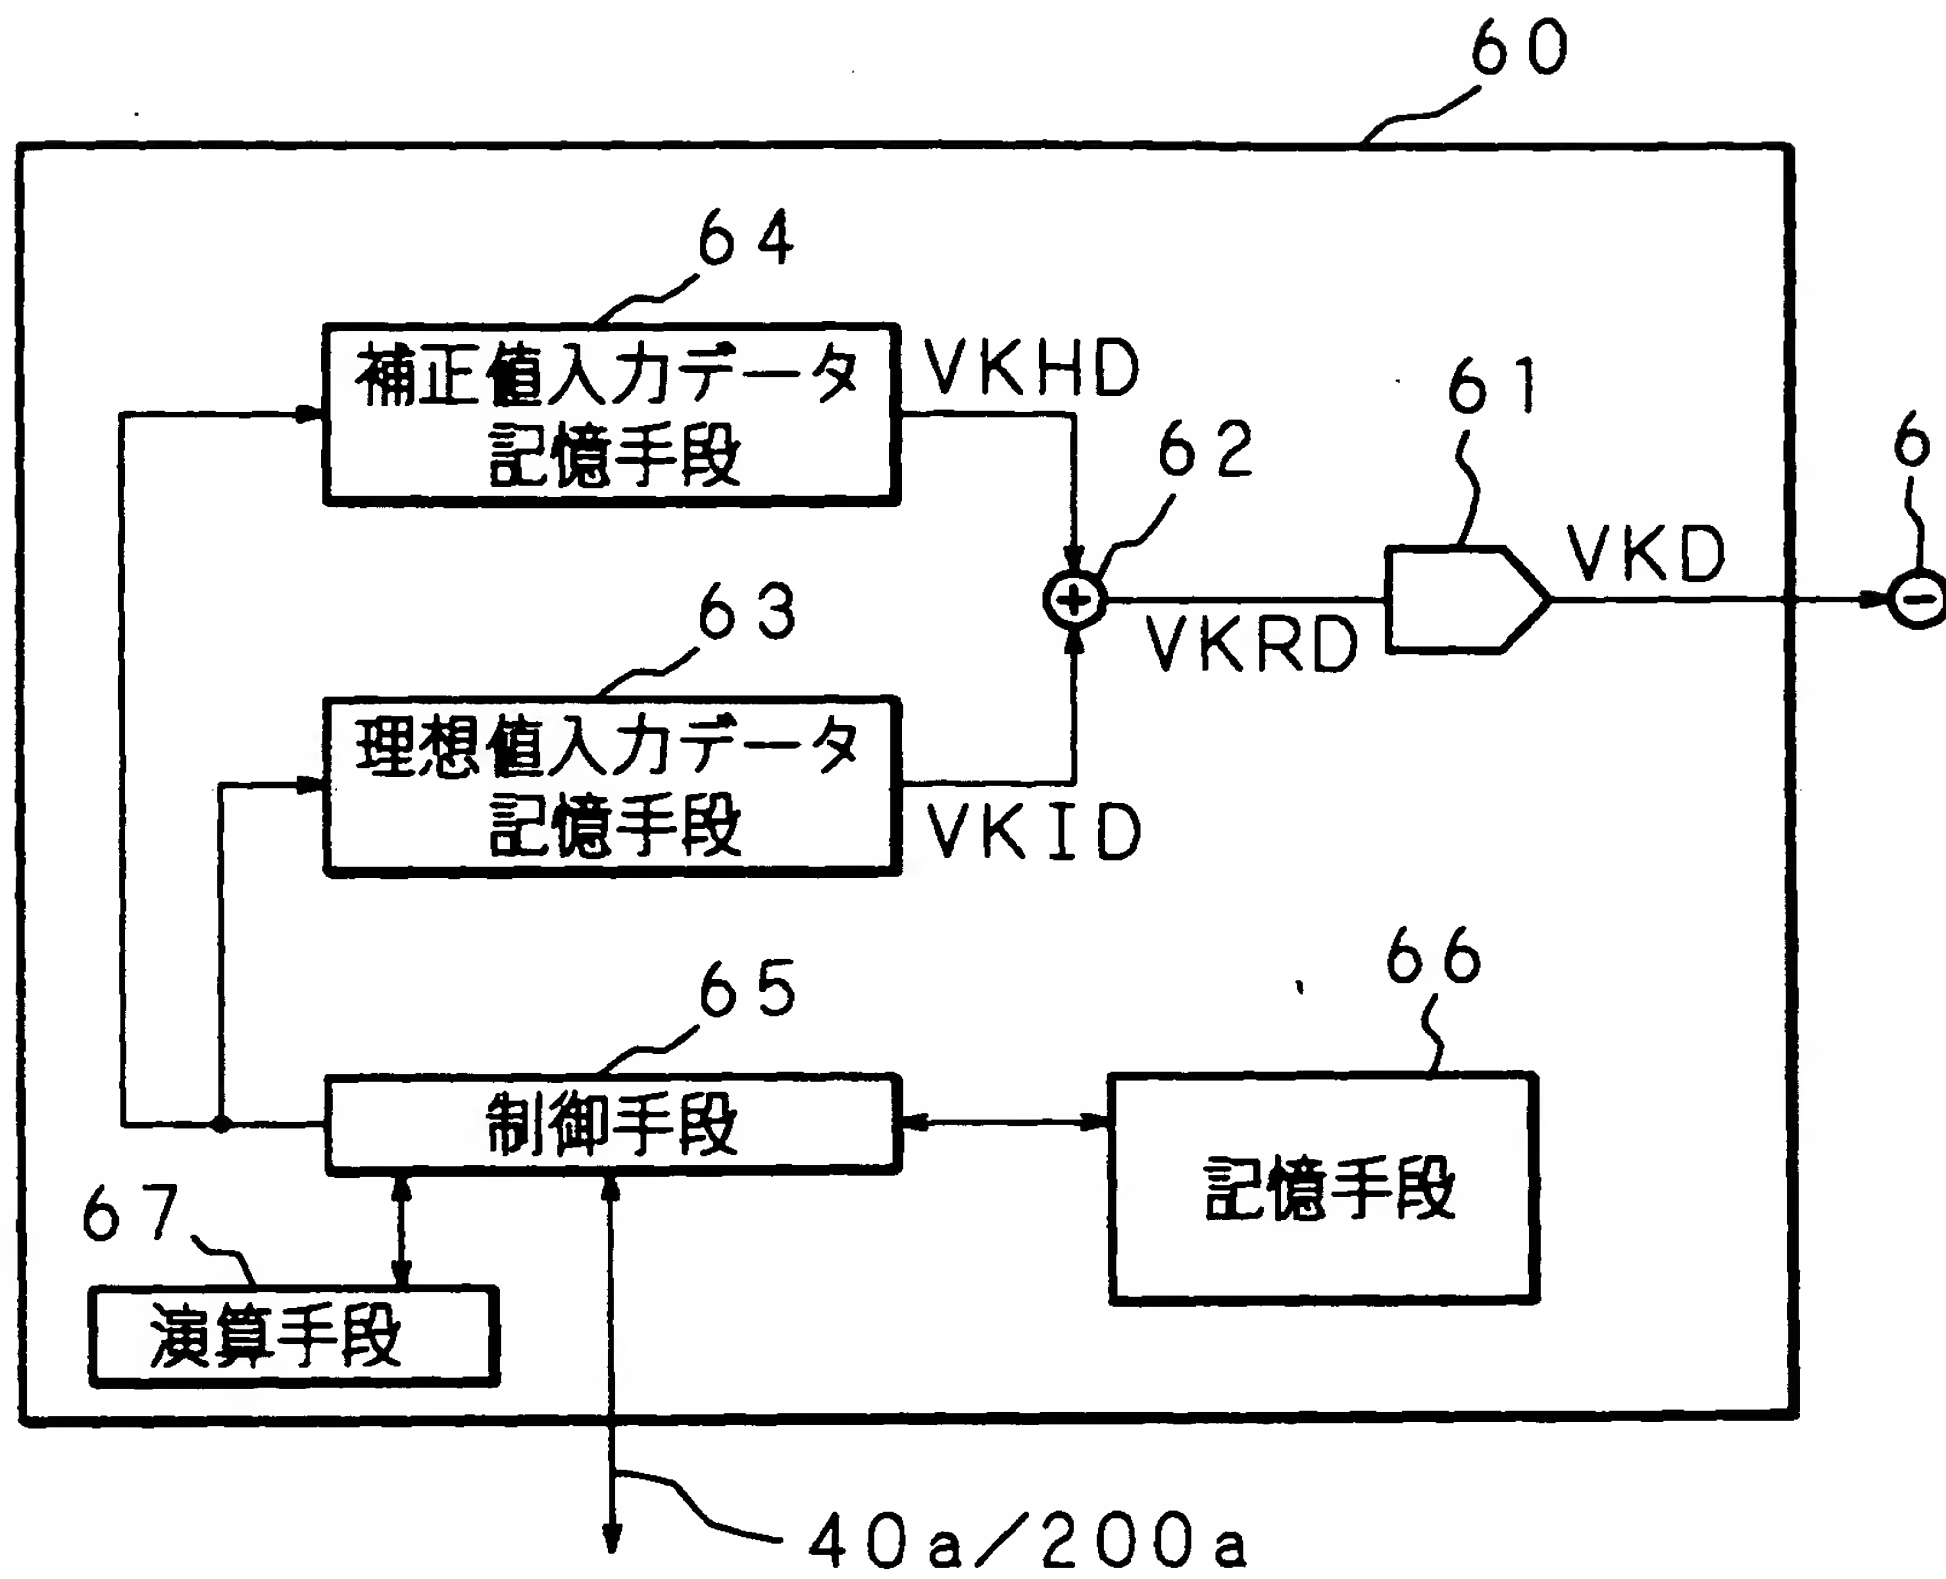 60
64
補正値入力データ
記憶手段
VKHD
61
62
6
VKD
63
VKRD
理想値入力データ
記憶手段
VKID
66
65
制御手段
記憶手段
67
演算手段
40a/200a